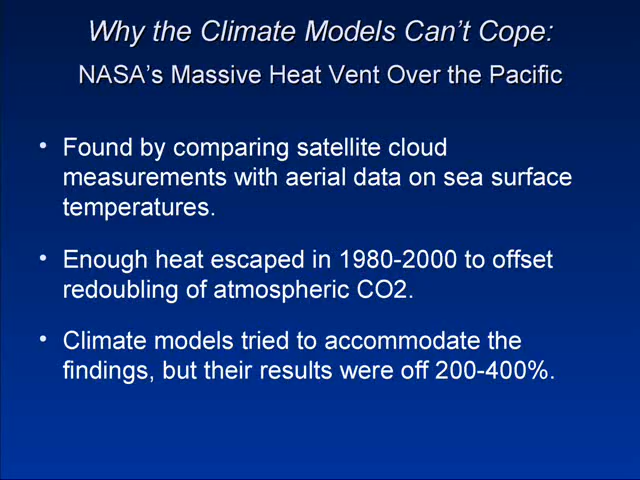 Why the Climate Models Can't Cope:
NASA's Massive Heat Vent Over the Pacific
• Found by comparing satellite cloud
measurements with aerial data on sea surface
temperatures.
• Enough heat escaped in 1980-2000 to offset
redoubling of atmospheric CO2.
• Climate models tried to accommodate the
findings, but their results were off 200-400%.